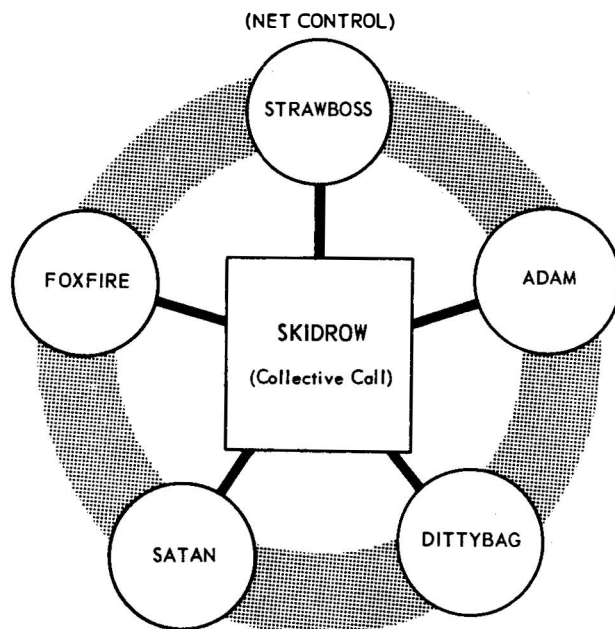 (NET CONTROL)
STRAWBOSS
FOXFIRE
ADAM
SKIDROW
(Collective Call)
SATAN
DITTYBAG